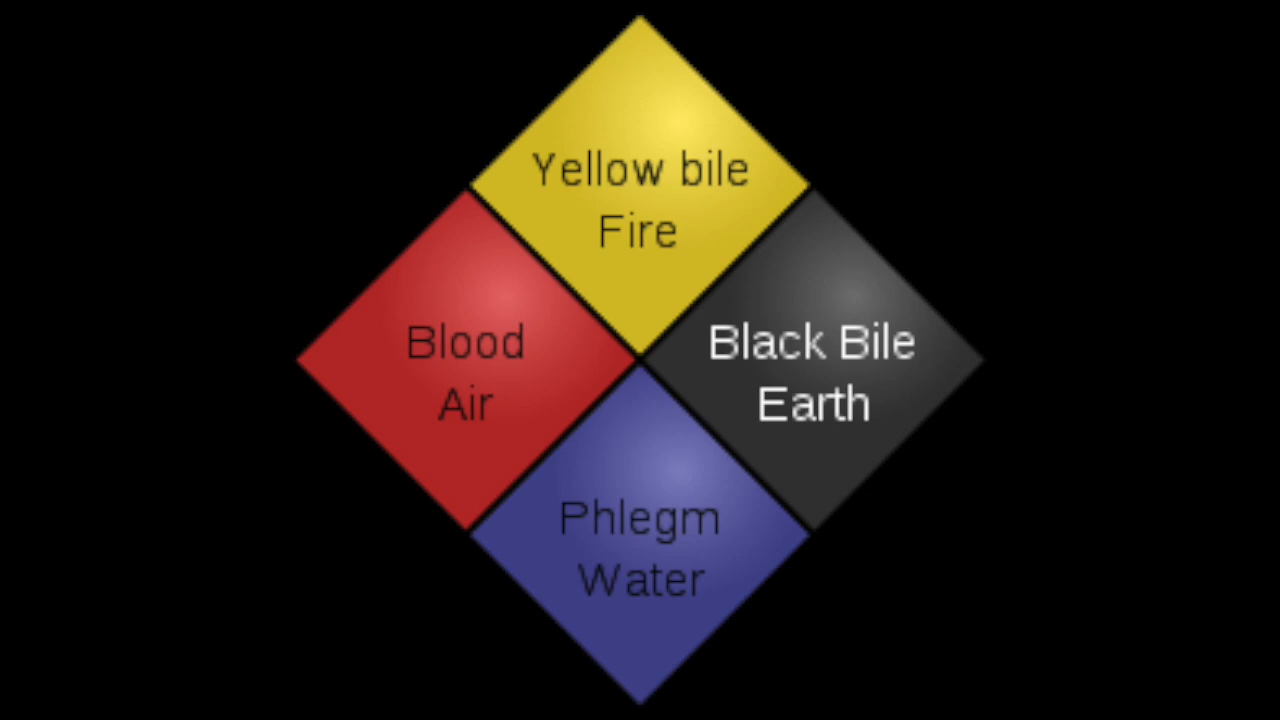 Yellow bile
Fire
Blood
Air
Black Bile
Earth
Phlegm
Water